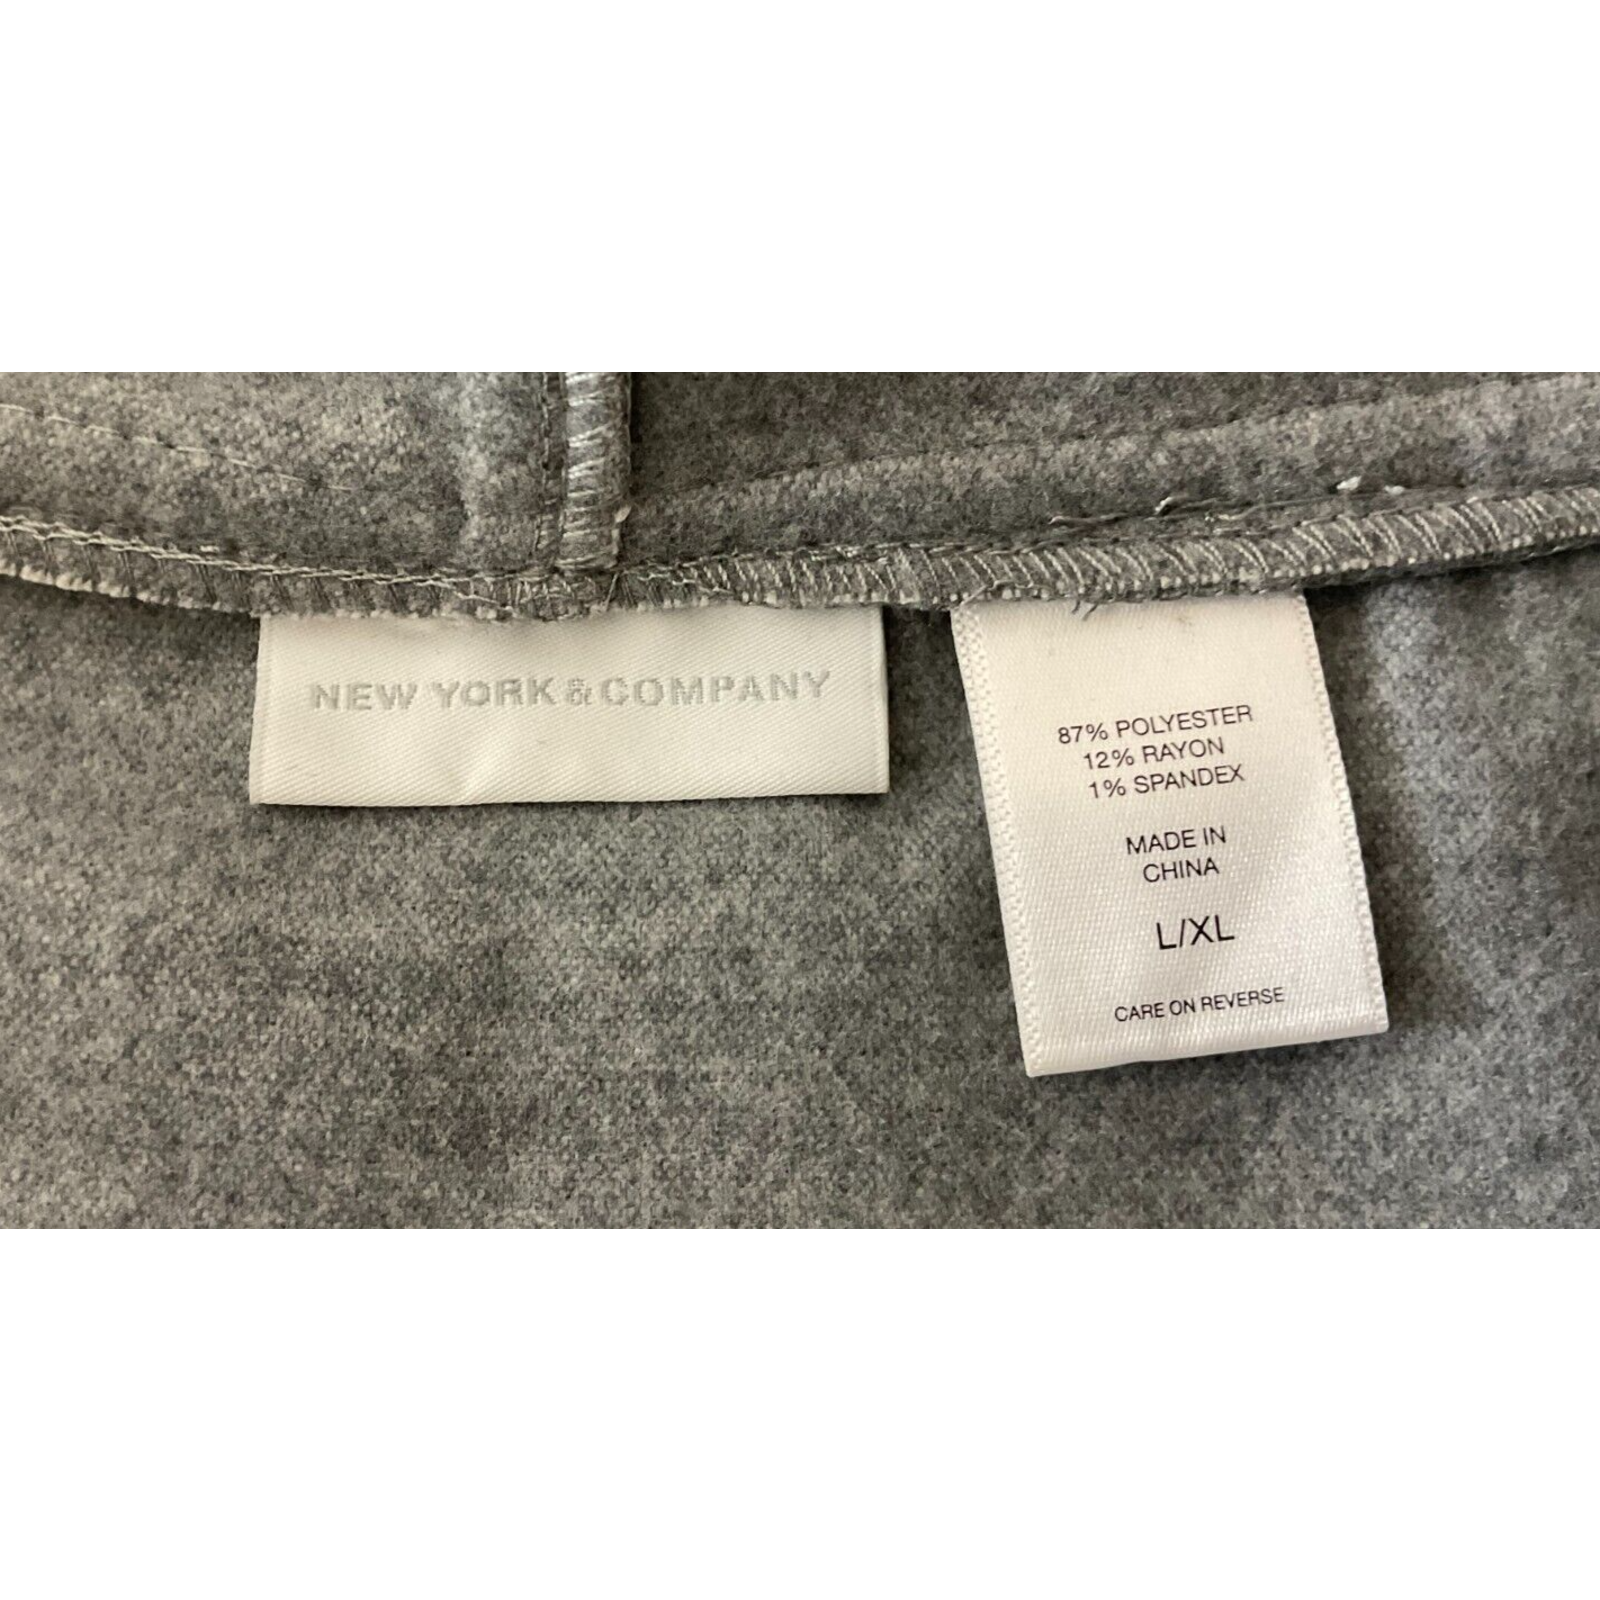 NEW YORK & COMPANY
87% POLYESTER
12% RAYON
1% SPANDEX
MADE IN
CHINA
L/XL
CARE ON REVERSE